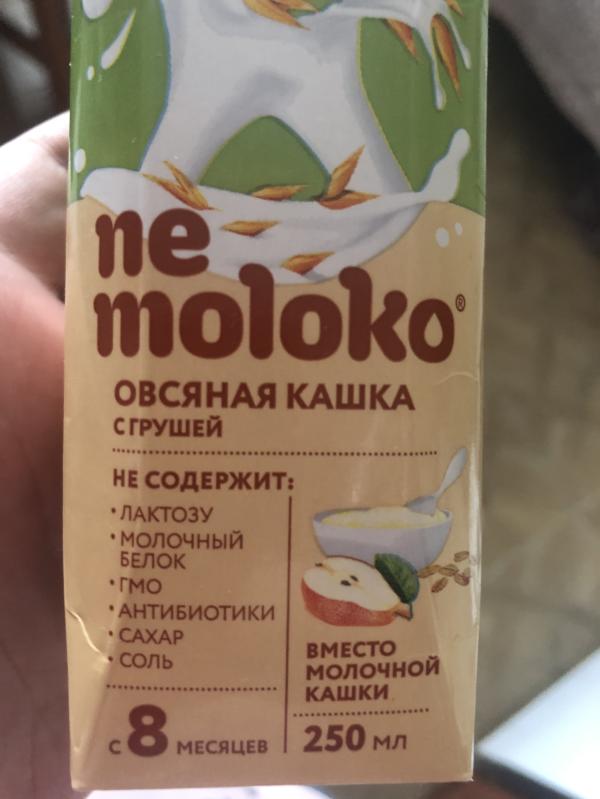 ne
moloko®
ОВСЯНАЯ КАШКА
С ГРУШЕЙ
НЕ СОДЕРЖИТ:
• ЛАКТОЗУ
• МОЛОЧНЫЙ
БЕЛОК
• ГМО
• АНТИБИОТИКИ
• САХАР
• СОЛЬ
ВМЕСТО
МОЛОЧНОЙ
КАШКИ
С 8 МЕСЯЦЕВ
250 МЛ